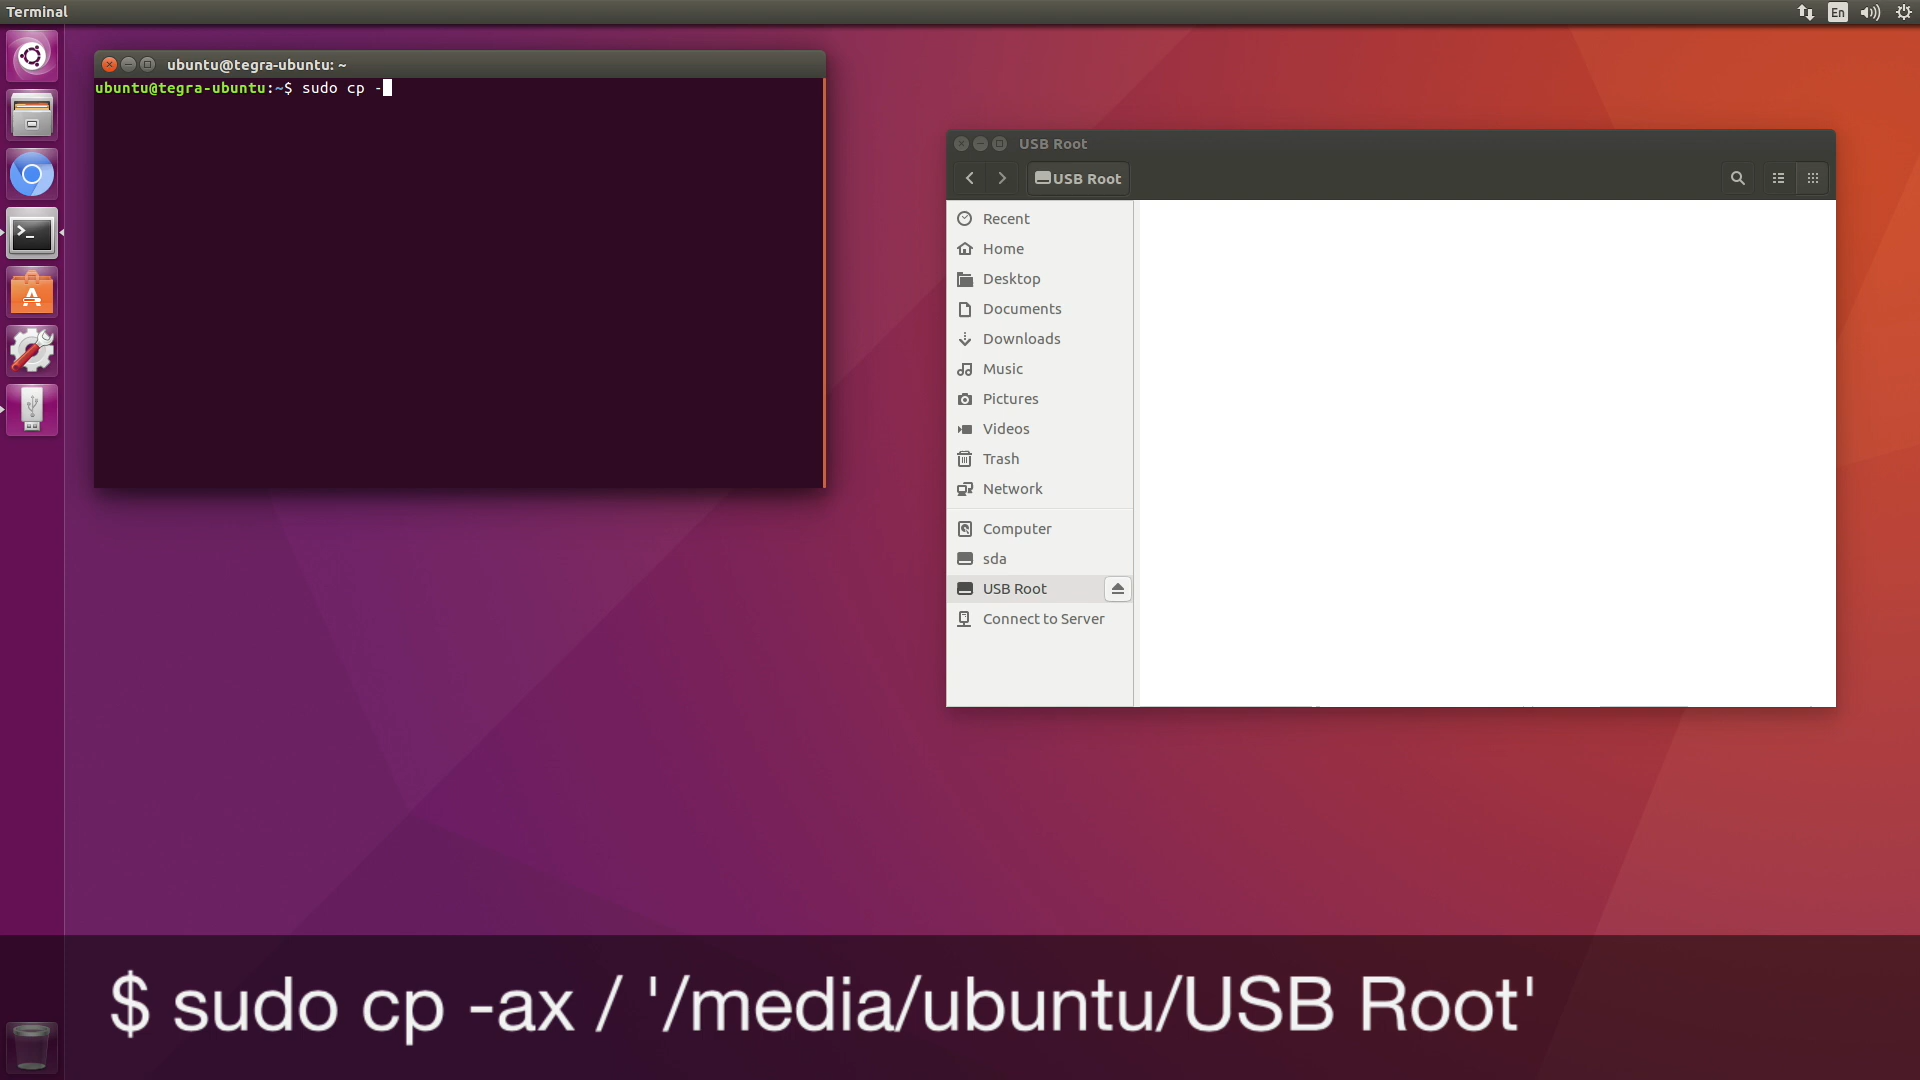 Terminal
En
ubuntu@tegra-ubuntu: ~
ubuntu@tegra-ubuntu:~$ sudo cp -
USB Root
USB Root
Recent
Home
Desktop
Documents
Downloads
Music
Pictures
Videos
Trash
Network
Computer
sda
USB Root
Connect to Server
$ sudo cp -ax / '/media/ubuntu/USB Root'